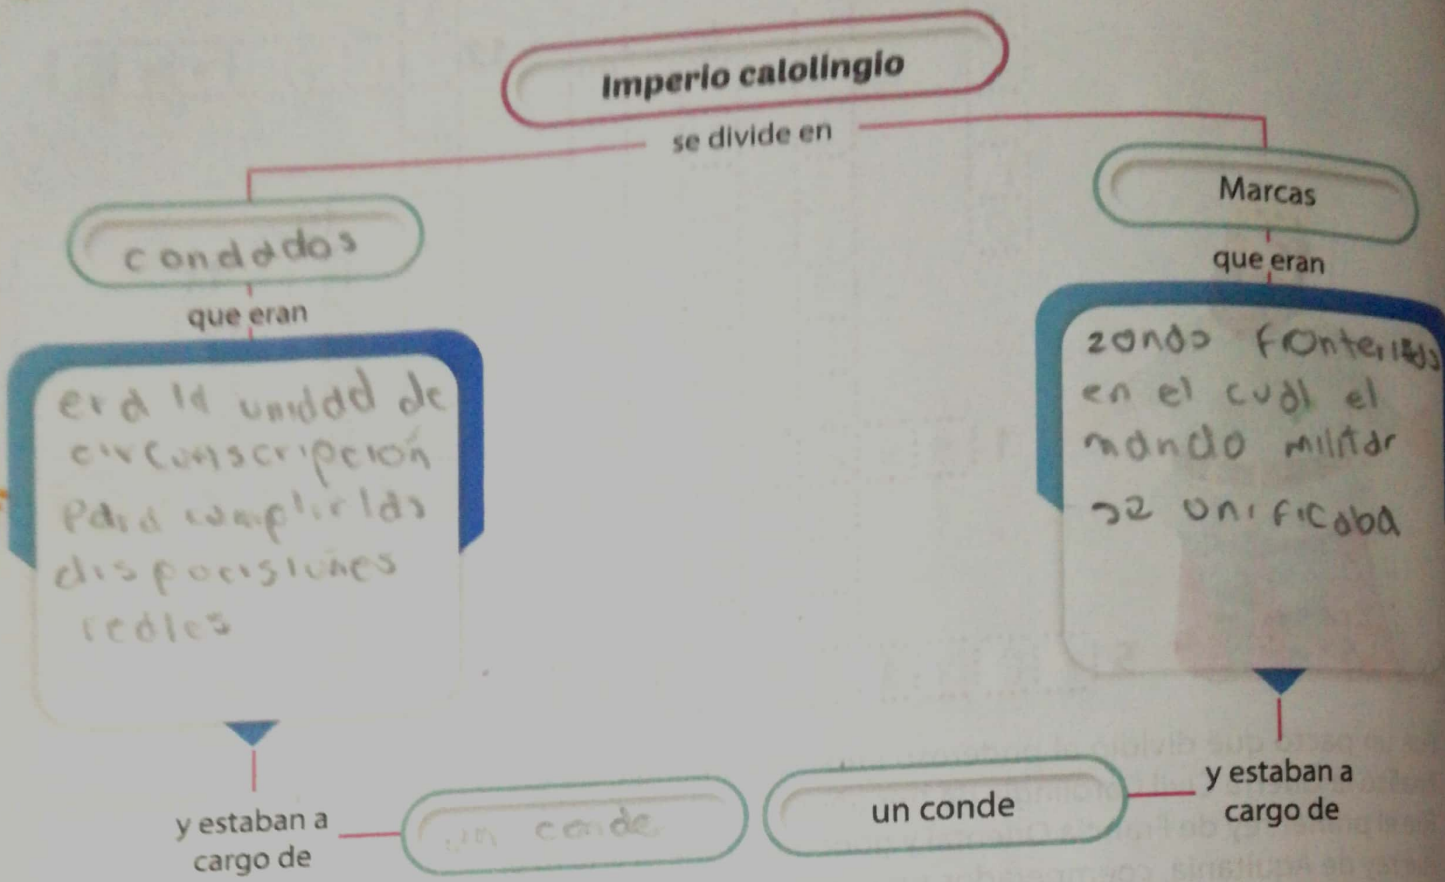 Imperio calolingio
se divide en
condados
Marcas
que eran
que eran
era la unidad de
circunscripción
para cumplir las
dispocisiones
reales
zonas fronterizas
en el cual el
mando militar
se unificaba
y estaban a
cargo de
un conde
un conde
y estaban a
cargo de